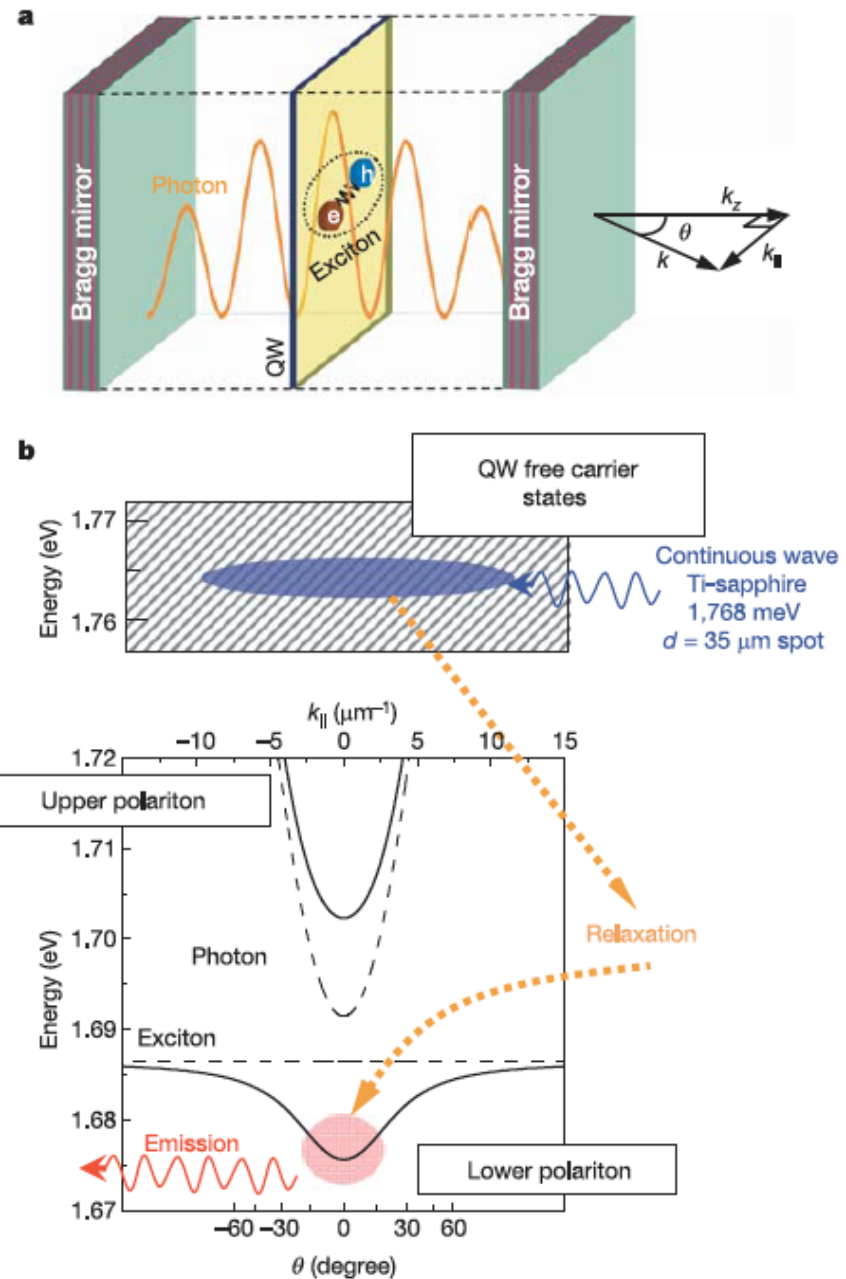 a
Bragg mirror
Photon
e
h
Exciton
QW
Bragg mirror
k_z
θ
k
k_||
b
QW free carrier
states
Energy (eV)
1.77
1.76
Continuous wave
Ti-sapphire
1,768 meV
d = 35 μm spot
k_|| (μm⁻¹)
−10 −5 0 5 10 15
1.72
Upper polariton
1.71
1.70
Energy (eV)
Photon
Relaxation
1.69
Exciton
1.68
Emission
Lower polariton
1.67
−60 −30 0 30 60
θ (degree)